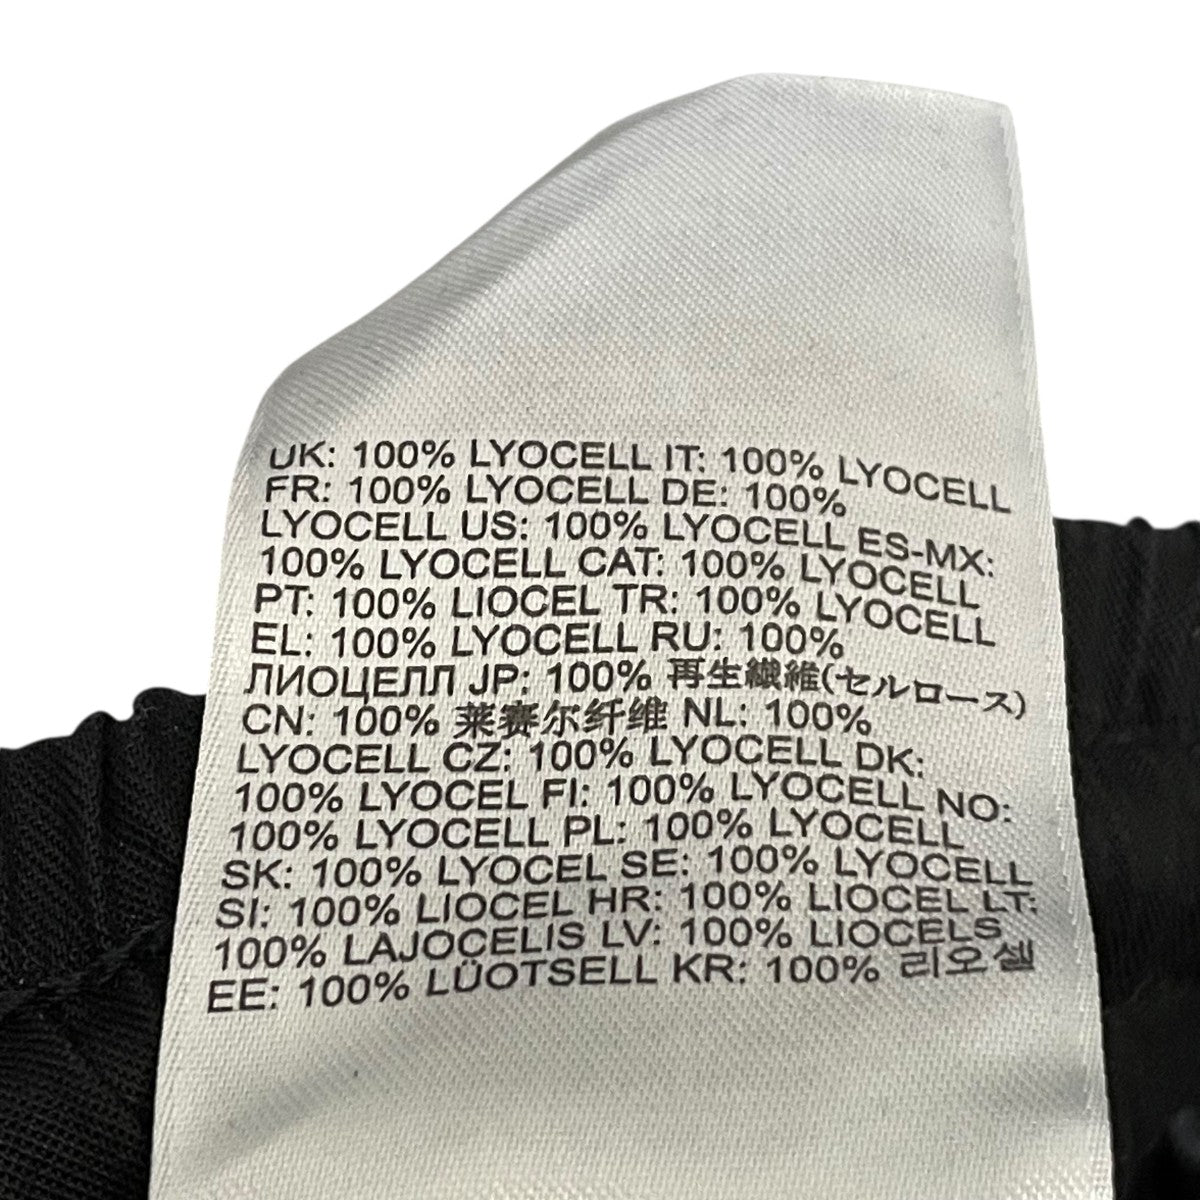 UK: 100% LYOCELL IT: 100% LYOCELL
FR: 100% LYOCELL DE: 100%
LYOCELL US: 100% LYOCELL ES-MX:
100% LYOCELL CAT: 100% LYOCELL
PT: 100% LIOCEL TR: 100% LYOCELL
EL: 100% LYOCELL RU: 100%
ЛИОЦЕЛЛ JP: 100% 再生繊維(セルロース)
CN: 100% 莱赛尔纤维 NL: 100%
LYOCELL CZ: 100% LYOCELL DK:
100% LYOCEL FI: 100% LYOCELL NO:
100% LYOCELL PL: 100% LYOCELL
SK: 100% LYOCEL SE: 100% LYOCELL
SI: 100% LIOCEL HR: 100% LIOCEL LT:
100% LAJOCELIS LV: 100% LIOCELS
EE: 100% LÜOTSELL KR: 100% 리오셀